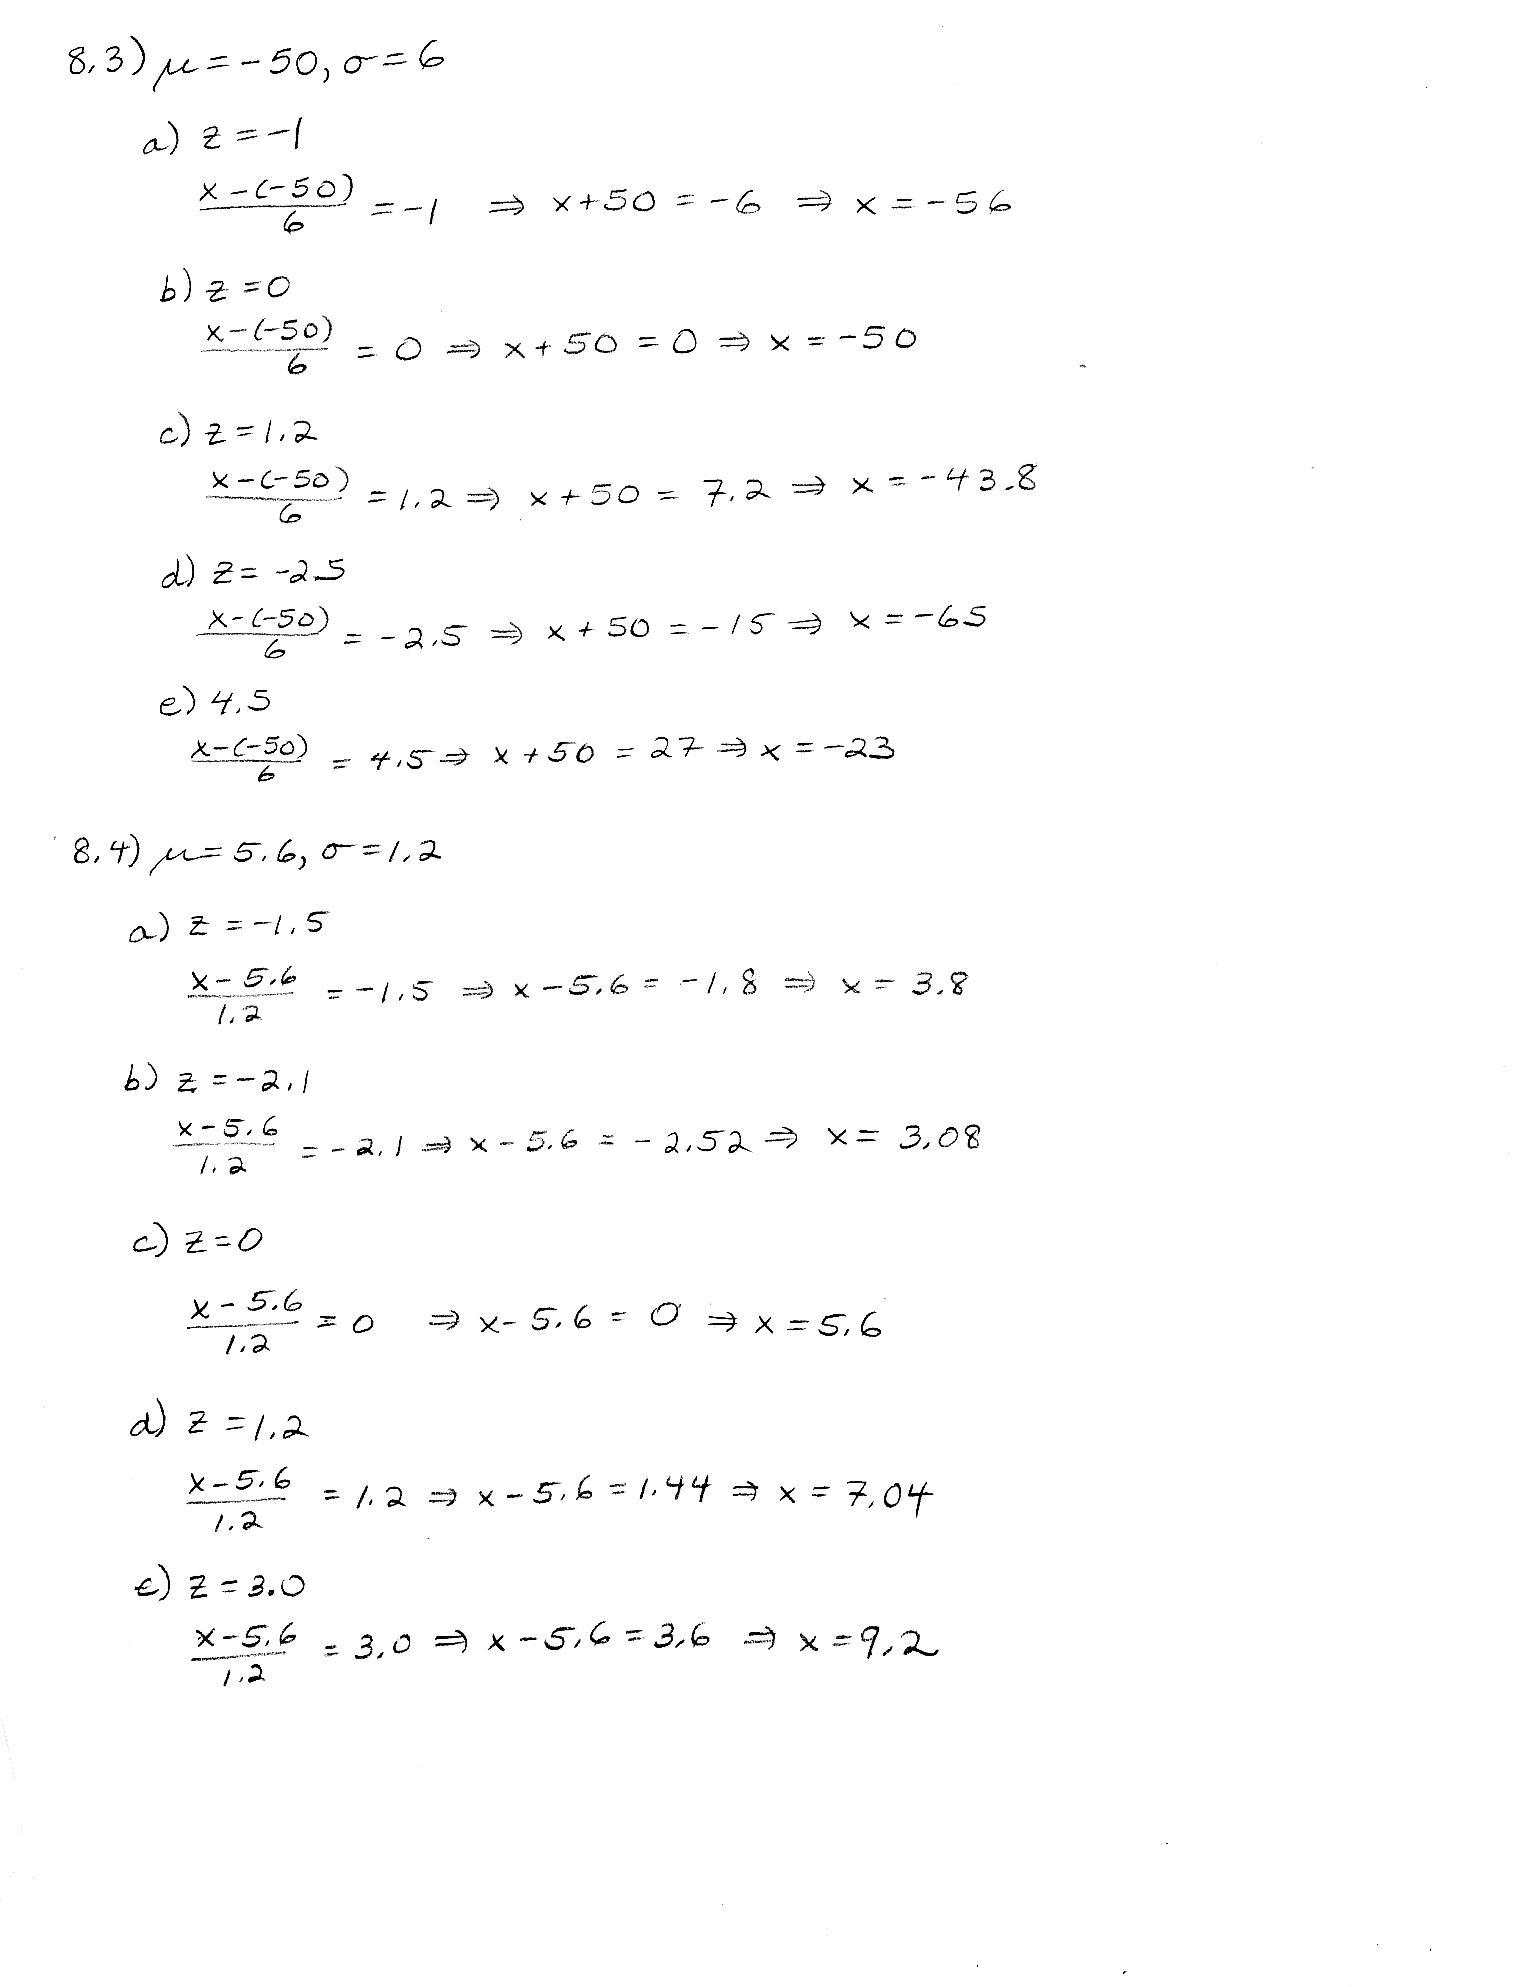 8.3) μ = -50, σ = 6
a) z = -1
x-(-50)/6 = -1 ⇒ x+50 = -6 ⇒ x = -56
b) z = 0
x-(-50)/6 = 0 ⇒ x+50 = 0 ⇒ x = -50
c) z = 1.2
x-(-50)/6 = 1.2 ⇒ x+50 = 7.2 ⇒ x = -43.8
d) z = -2.5
x-(-50)/6 = -2.5 ⇒ x+50 = -15 ⇒ x = -65
e) 4.5
x-(-50)/6 = 4.5 ⇒ x+50 = 27 ⇒ x = -23
8.4) μ = 5.6, σ = 1.2
a) z = -1.5
x-5.6/1.2 = -1.5 ⇒ x-5.6 = -1.8 ⇒ x = 3.8
b) z = -2.1
x-5.6/1.2 = -2.1 ⇒ x-5.6 = -2.52 ⇒ x = 3.08
c) z = 0
x-5.6/1.2 = 0 ⇒ x-5.6 = 0 ⇒ x = 5.6
d) z = 1.2
x-5.6/1.2 = 1.2 ⇒ x-5.6 = 1.44 ⇒ x = 7.04
e) z = 3.0
x-5.6/1.2 = 3.0 ⇒ x-5.6 = 3.6 ⇒ x = 9.2